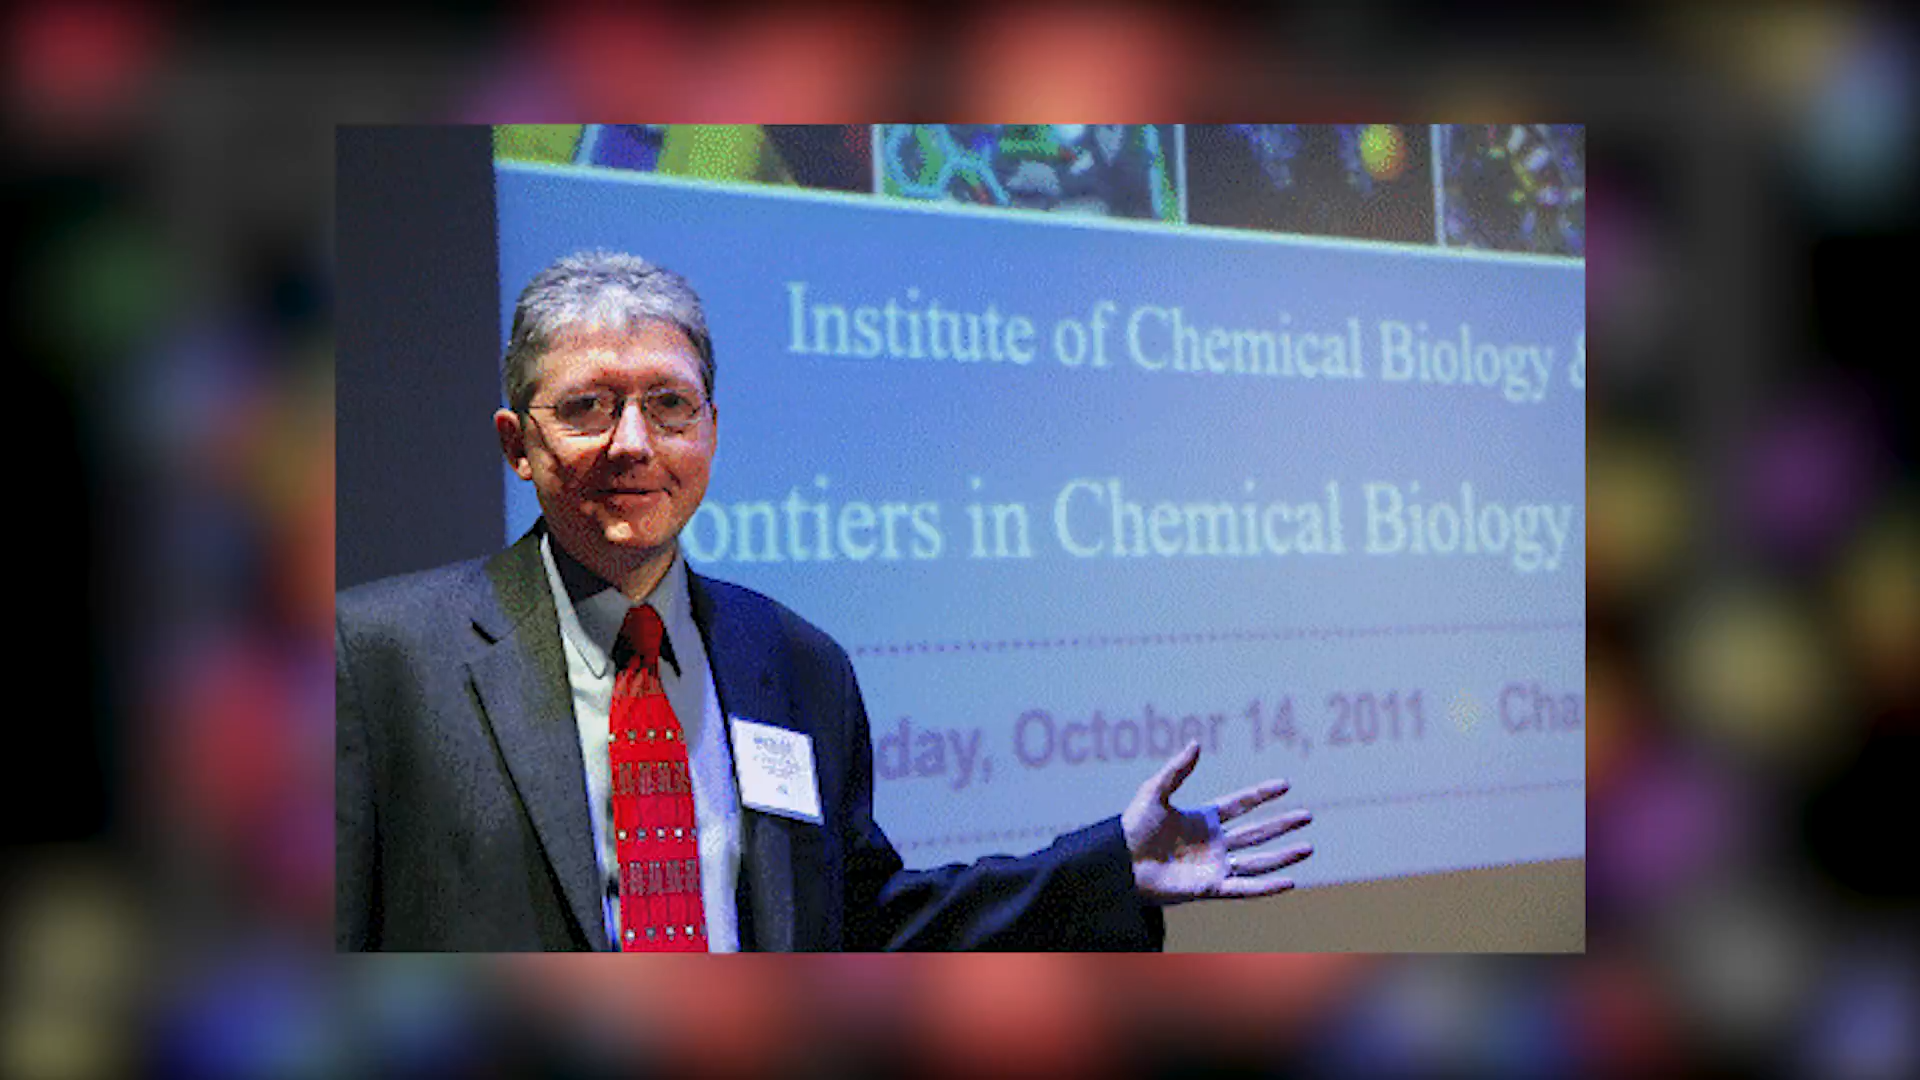 Institute of Chemical Biology &
ontiers in Chemical Biology
day, October 14, 2011 Cha